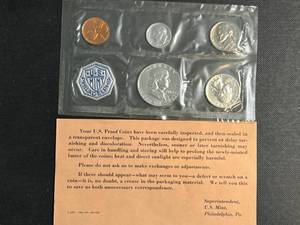 Your U.S. Proof Coins have been carefully inspected, and then sealed in
a transparent envelope. This package was designed to prevent or delay tar-
nishing and discoloration. Nevertheless, sooner or later tarnishing may
occur. Care in handling and storing will help to prolong the newly-minted
luster of the coins; heat and direct sunlight are especially harmful.
Please do not ask us to make exchanges or adjustments.
If there should appear—what may seem to you—a defect or scratch on a
coin—it is, no doubt, a crease in the packaging material. We tell you this
to save us both unnecessary correspondence.
Superintendent,
U.S. Mint,
Philadelphia, Pa.